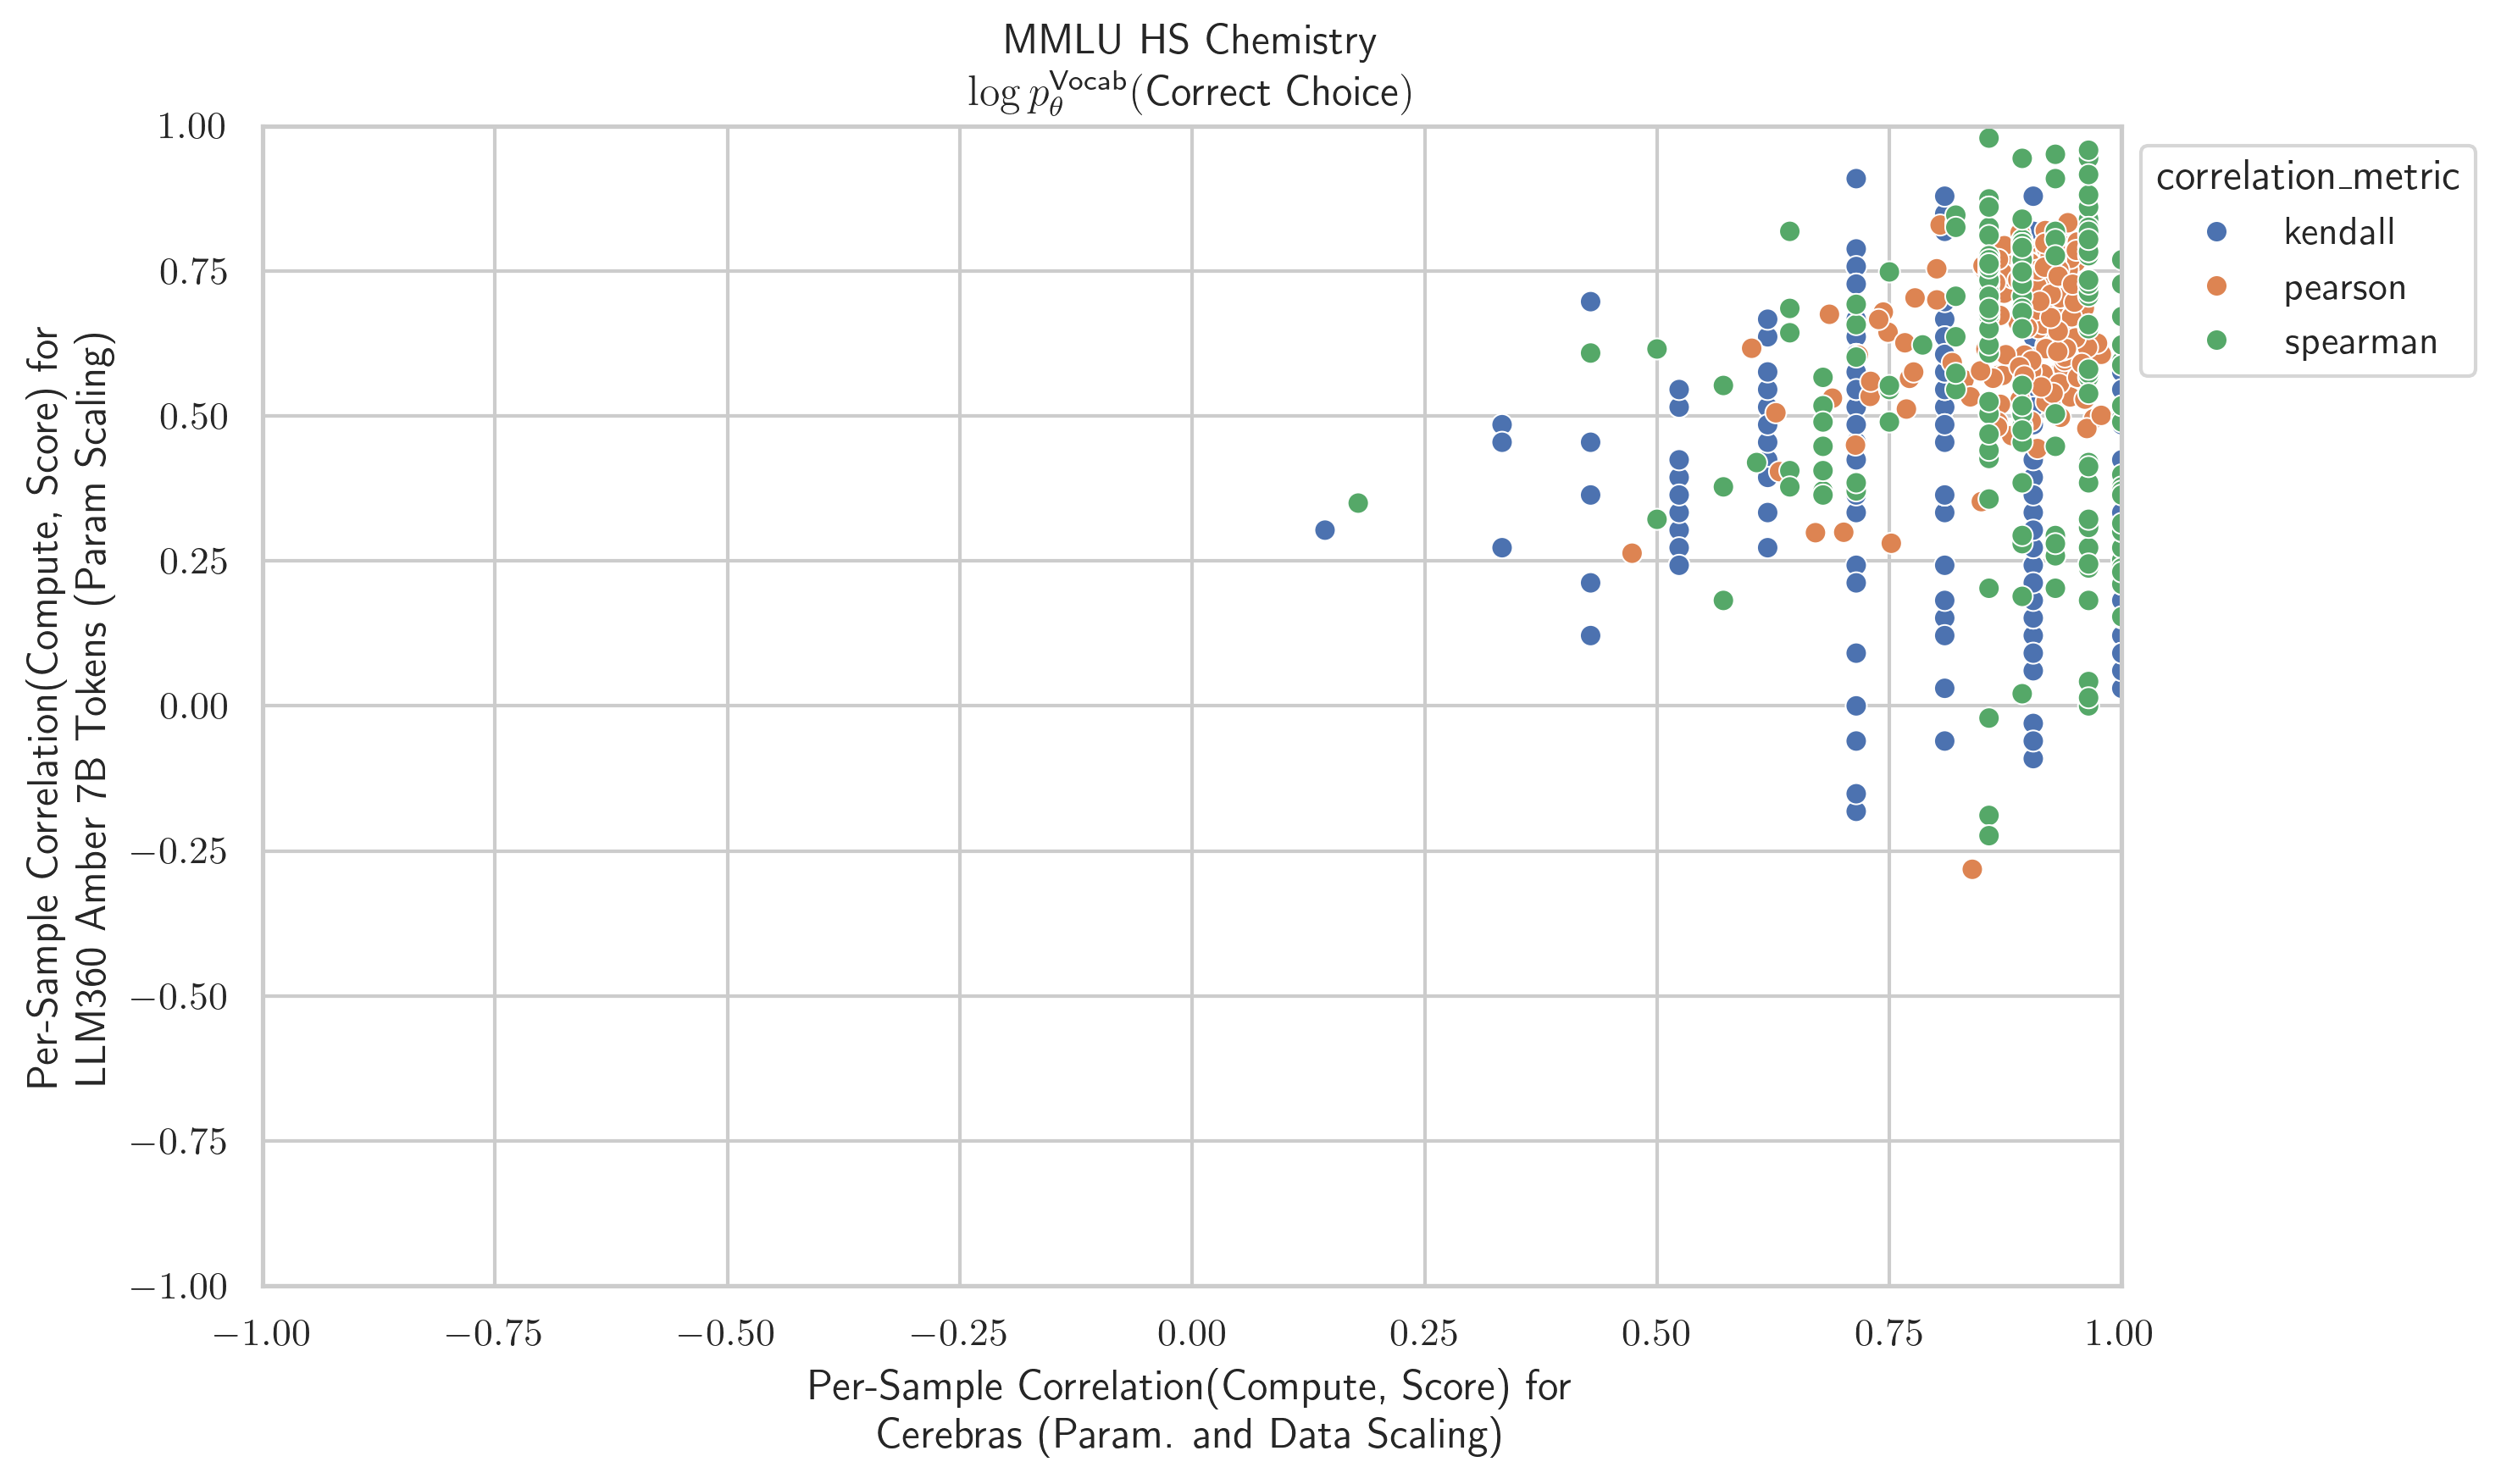 MMLU HS Chemistry
log p_θ^Vocab(Correct Choice)
1.00
0.75
0.50
0.25
0.00
−0.25
−0.50
−0.75
−1.00
Per-Sample Correlation(Compute, Score) for
LLM360 Amber 7B Tokens (Param Scaling)
correlation_metric
kendall
pearson
spearman
−1.00 −0.75 −0.50 −0.25 0.00 0.25 0.50 0.75 1.00
Per-Sample Correlation(Compute, Score) for
Cerebras (Param. and Data Scaling)